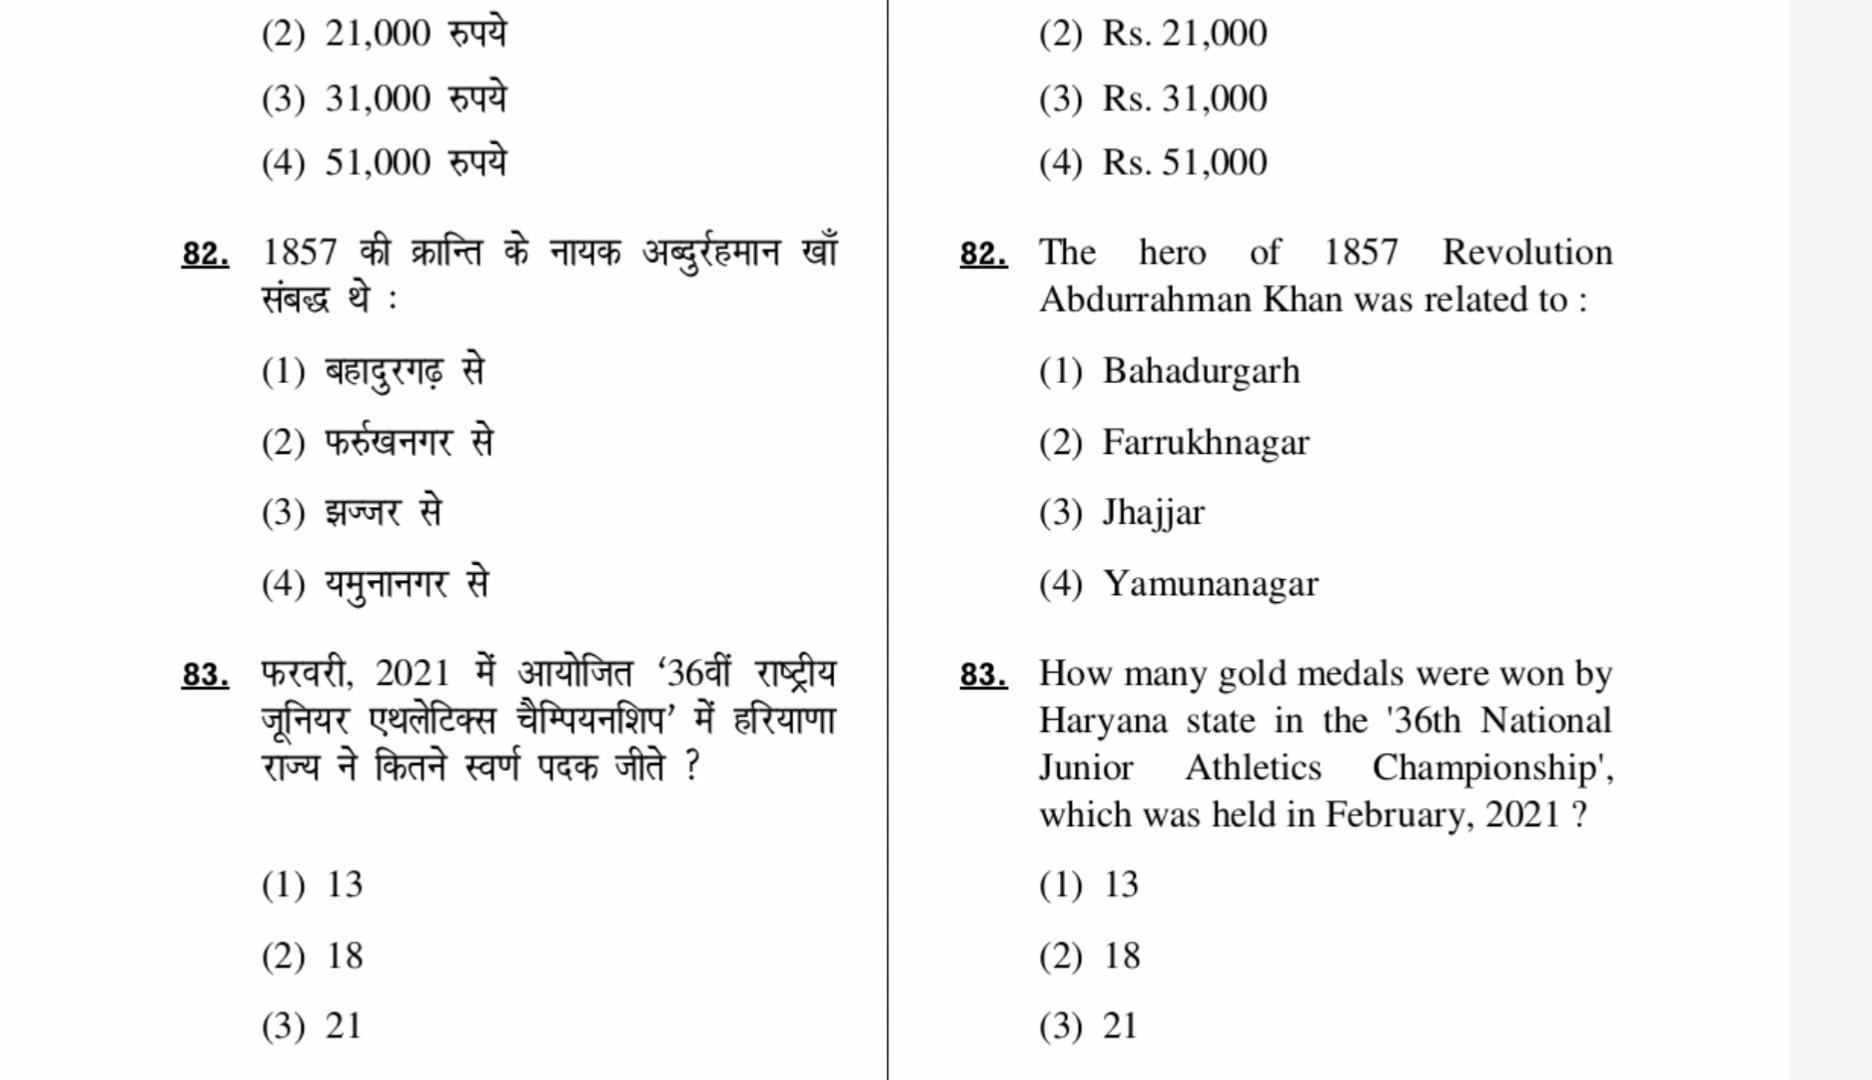 (2) 21,000 रुपये
(3) 31,000 रुपये
(4) 51,000 रुपये
82. 1857 की क्रान्ति के नायक अब्दुर्रहमान खाँ
संबद्ध थे :
(1) बहादुरगढ़ से
(2) फर्रुखनगर से
(3) झज्जर से
(4) यमुनानगर से
83. फरवरी, 2021 में आयोजित ‘36वीं राष्ट्रीय
जूनियर एथलेटिक्स चैम्पियनशिप’ में हरियाणा
राज्य ने कितने स्वर्ण पदक जीते ?
(1) 13
(2) 18
(3) 21
(2) Rs. 21,000
(3) Rs. 31,000
(4) Rs. 51,000
82. The hero of 1857 Revolution
Abdurrahman Khan was related to :
(1) Bahadurgarh
(2) Farrukhnagar
(3) Jhajjar
(4) Yamunanagar
83. How many gold medals were won by
Haryana state in the '36th National
Junior Athletics Championship',
which was held in February, 2021 ?
(1) 13
(2) 18
(3) 21